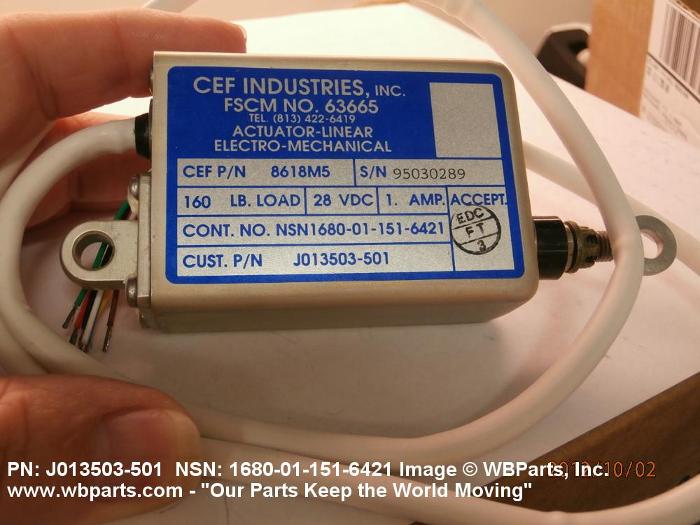 CEF INDUSTRIES, INC.
FSCM NO. 63665
TEL. (813) 422-6419
ACTUATOR-LINEAR
ELECTRO-MECHANICAL
CEF P/N 8618M5 S/N 95030289
160 LB. LOAD 28 VDC 1. AMP. ACCEPT.
CONT. NO. NSN1680-01-151-6421
EDC
FT
3
CUST. P/N J013503-501
PN: J013503-501 NSN: 1680-01-151-6421 Image © WBParts, Inc.
www.wbparts.com - "Our Parts Keep the World Moving"